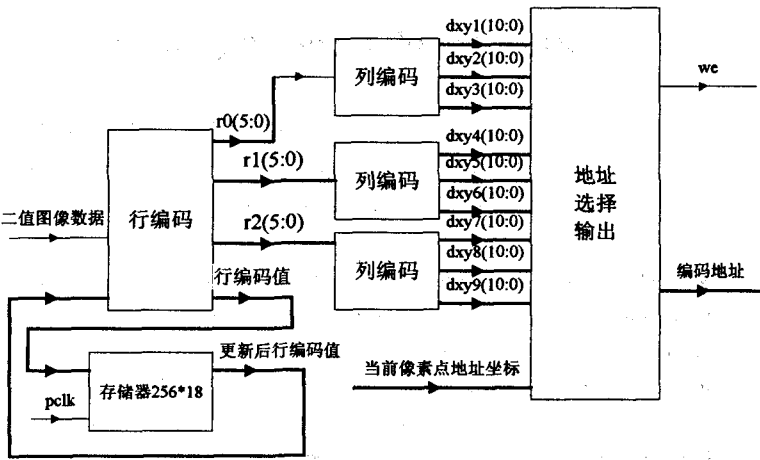 dxy1(10:0)
dxy2(10:0)
dxy3(10:0)
列编码
we
r0(5:0)
dxy4(10:0)
dxy5(10:0)
dxy6(10:0)
r1(5:0)
列编码
地址
选择
输出
二值图像数据
行编码
r2(5:0)
dxy7(10:0)
dxy8(10:0)
dxy9(10:0)
列编码
编码地址
行编码值
更新后行编码值
当前像素点地址坐标
存储器256*18
pclk